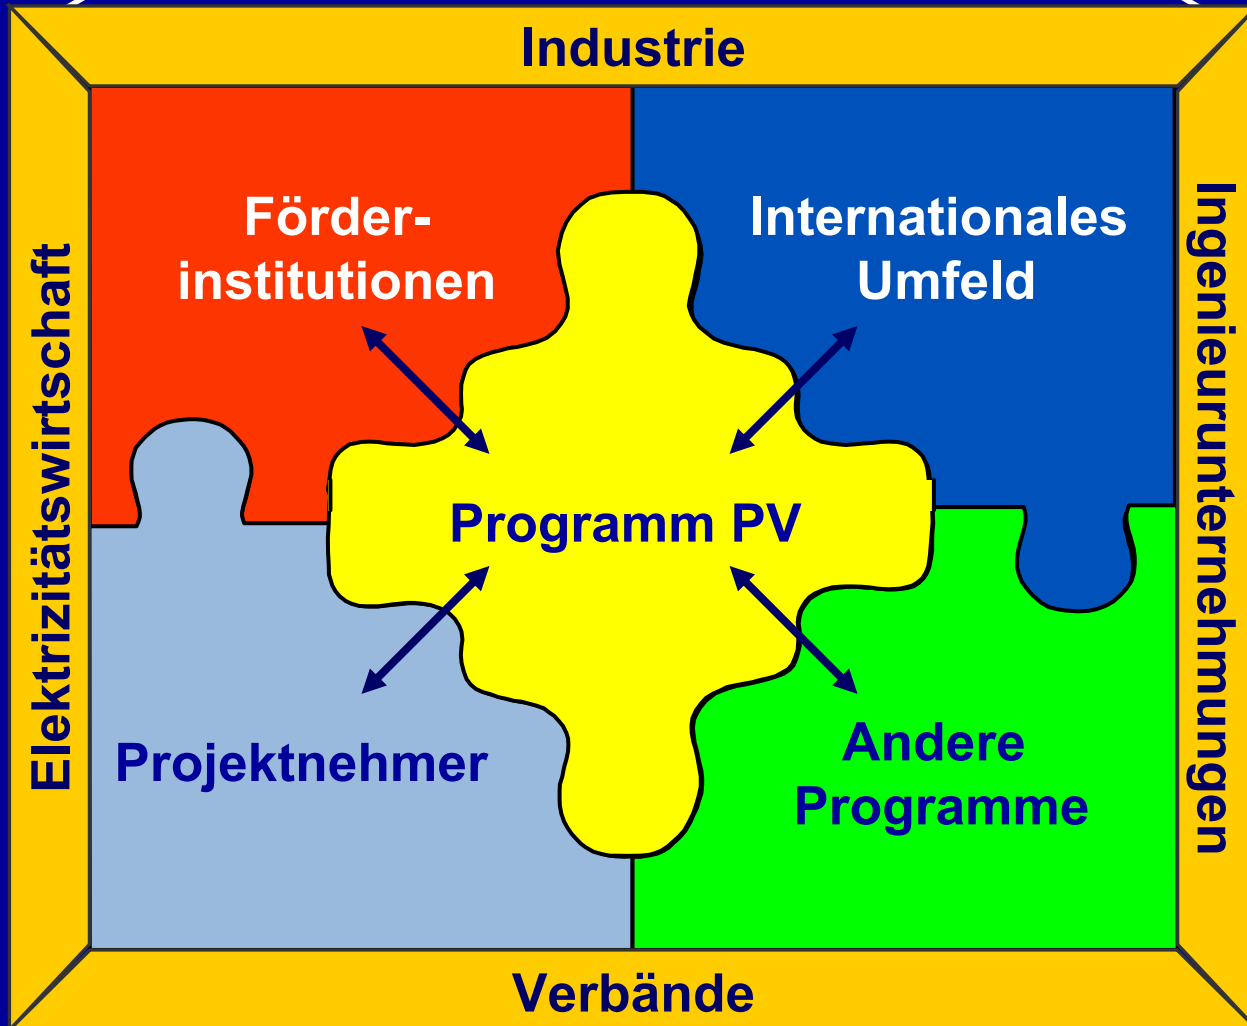 Industrie
Förder-
institutionen
Internationales
Umfeld
Elektrizitätswirtschaft
Ingenieurunternehmungen
Programm PV
Projektnehmer
Andere
Programme
Verbände